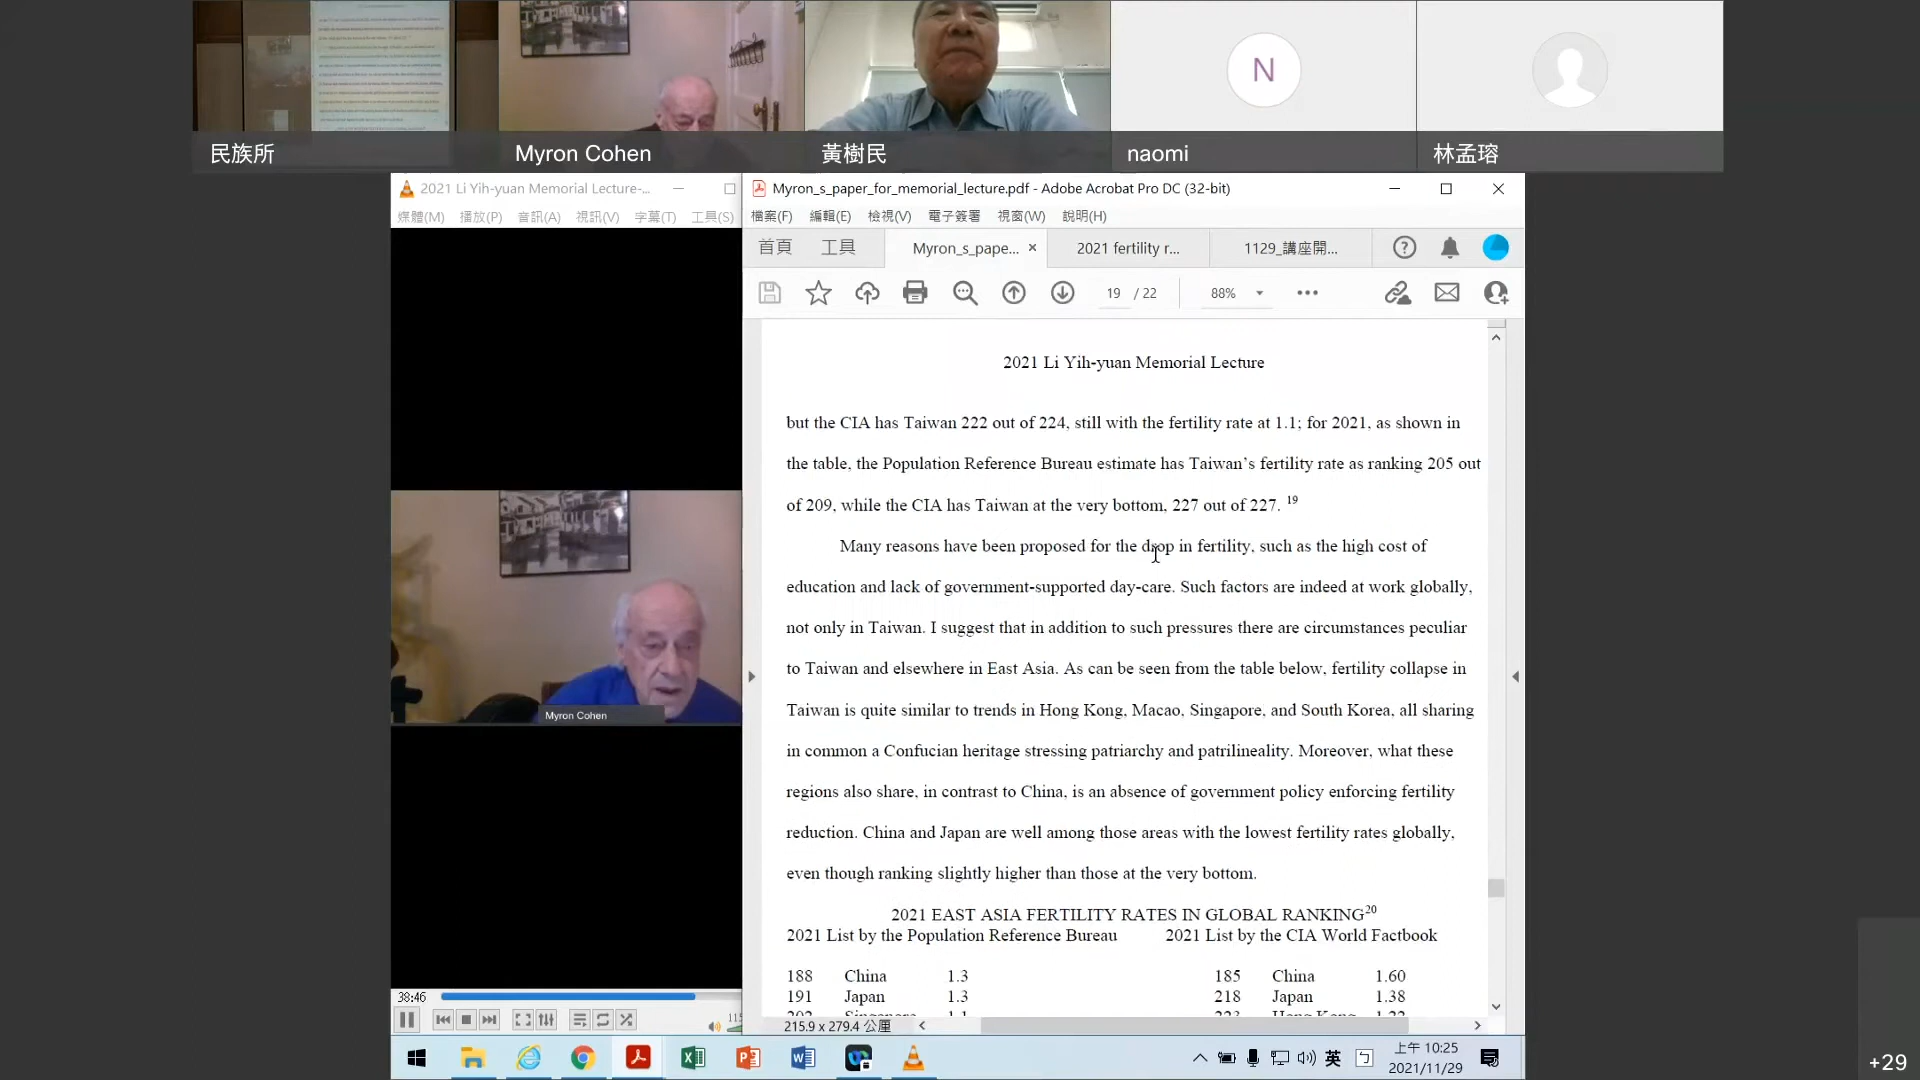 民族所
Myron Cohen
黃樹民
N
naomi
林孟瑢
2021 Li Yih-yuan Memorial Lecture-...
媒體(M) 播放(P) 音訊(A) 視訊(V) 字幕(T) 工具(S)
Myron_s_paper_for_memorial_lecture.pdf - Adobe Acrobat Pro DC (32-bit)
檔案(F) 編輯(E) 檢視(V) 電子簽署 視窗(W) 說明(H)
首頁 工具 Myron_s_pape... × 2021 fertility r... 1129_講座開...
19 / 22 88%
2021 Li Yih-yuan Memorial Lecture
but the CIA has Taiwan 222 out of 224, still with the fertility rate at 1.1; for 2021, as shown in
the table, the Population Reference Bureau estimate has Taiwan’s fertility rate as ranking 205 out
of 209, while the CIA has Taiwan at the very bottom, 227 out of 227. 19
Many reasons have been proposed for the drop in fertility, such as the high cost of
education and lack of government-supported day-care. Such factors are indeed at work globally,
not only in Taiwan. I suggest that in addition to such pressures there are circumstances peculiar
to Taiwan and elsewhere in East Asia. As can be seen from the table below, fertility collapse in
Taiwan is quite similar to trends in Hong Kong, Macao, Singapore, and South Korea, all sharing
in common a Confucian heritage stressing patriarchy and patrilineality. Moreover, what these
regions also share, in contrast to China, is an absence of government policy enforcing fertility
reduction. China and Japan are well among those areas with the lowest fertility rates globally,
even though ranking slightly higher than those at the very bottom.
2021 EAST ASIA FERTILITY RATES IN GLOBAL RANKING20
2021 List by the Population Reference Bureau 2021 List by the CIA World Factbook
188 China 1.3 185 China 1.60
191 Japan 1.3 218 Japan 1.38
215.9 x 279.4 公厘
Myron Cohen
38:46
英
上午 10:25
2021/11/29
+29